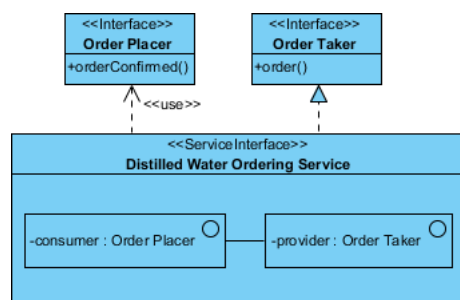 <<Interface>>
Order Placer
+orderConfirmed()
<<Interface>>
Order Taker
+order()
<<use>>
<<ServiceInterface>>
Distilled Water Ordering Service
-consumer : Order Placer
-provider : Order Taker